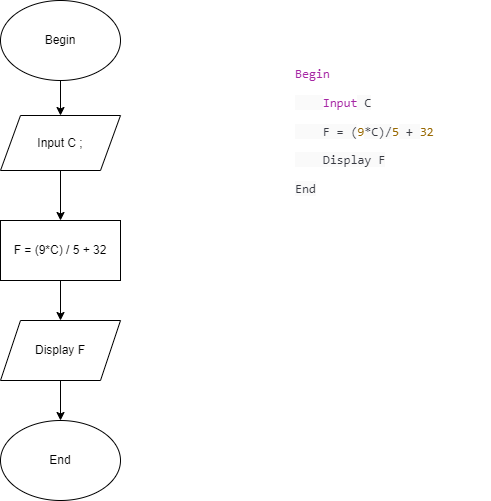 Begin
Input C ;
F = (9*C) / 5 + 32
Display F
End
Begin
Input C
F = (9*C)/5 + 32
Display F
End